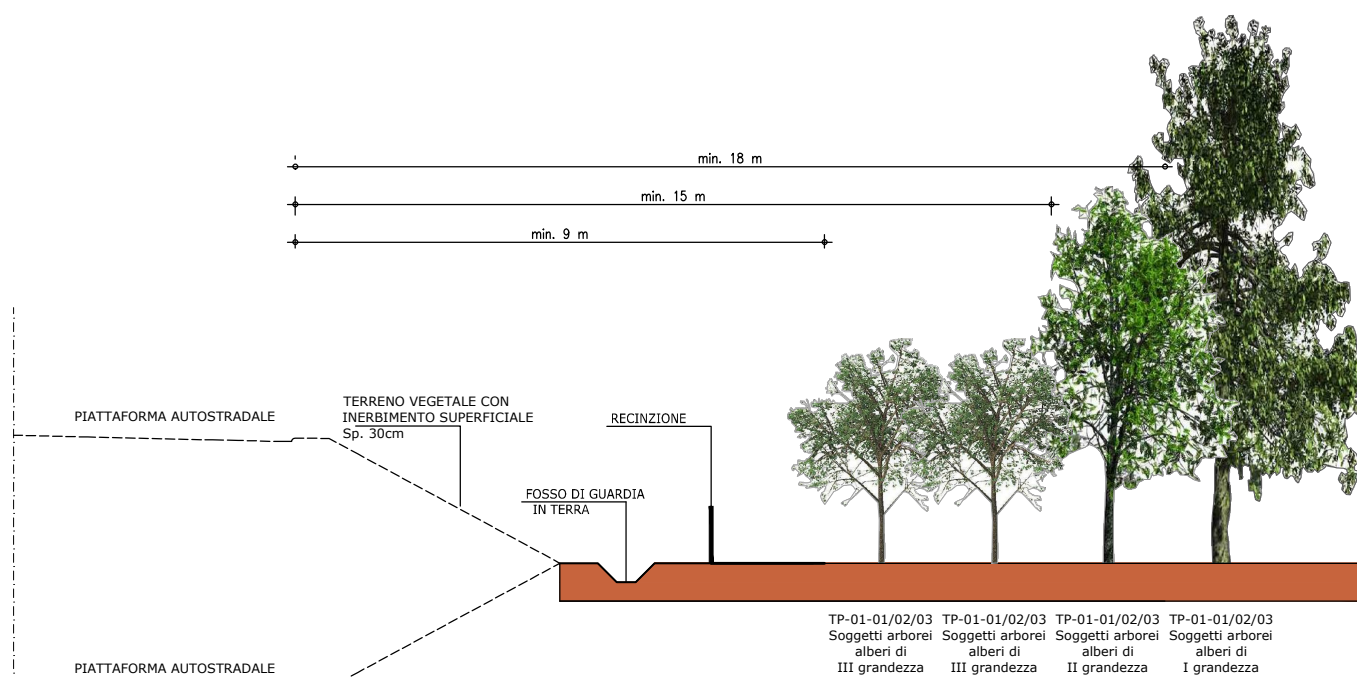 min. 18 m
min. 15 m
min. 9 m
PIATTAFORMA AUTOSTRADALE
TERRENO VEGETALE CON
INERBIMENTO SUPERFICIALE
Sp. 30cm
RECINZIONE
FOSSO DI GUARDIA
IN TERRA
PIATTAFORMA AUTOSTRADALE
TP-01-01/02/03
Soggetti arborei
alberi di
III grandezza
TP-01-01/02/03
Soggetti arborei
alberi di
III grandezza
TP-01-01/02/03
Soggetti arborei
alberi di
II grandezza
TP-01-01/02/03
Soggetti arborei
alberi di
I grandezza